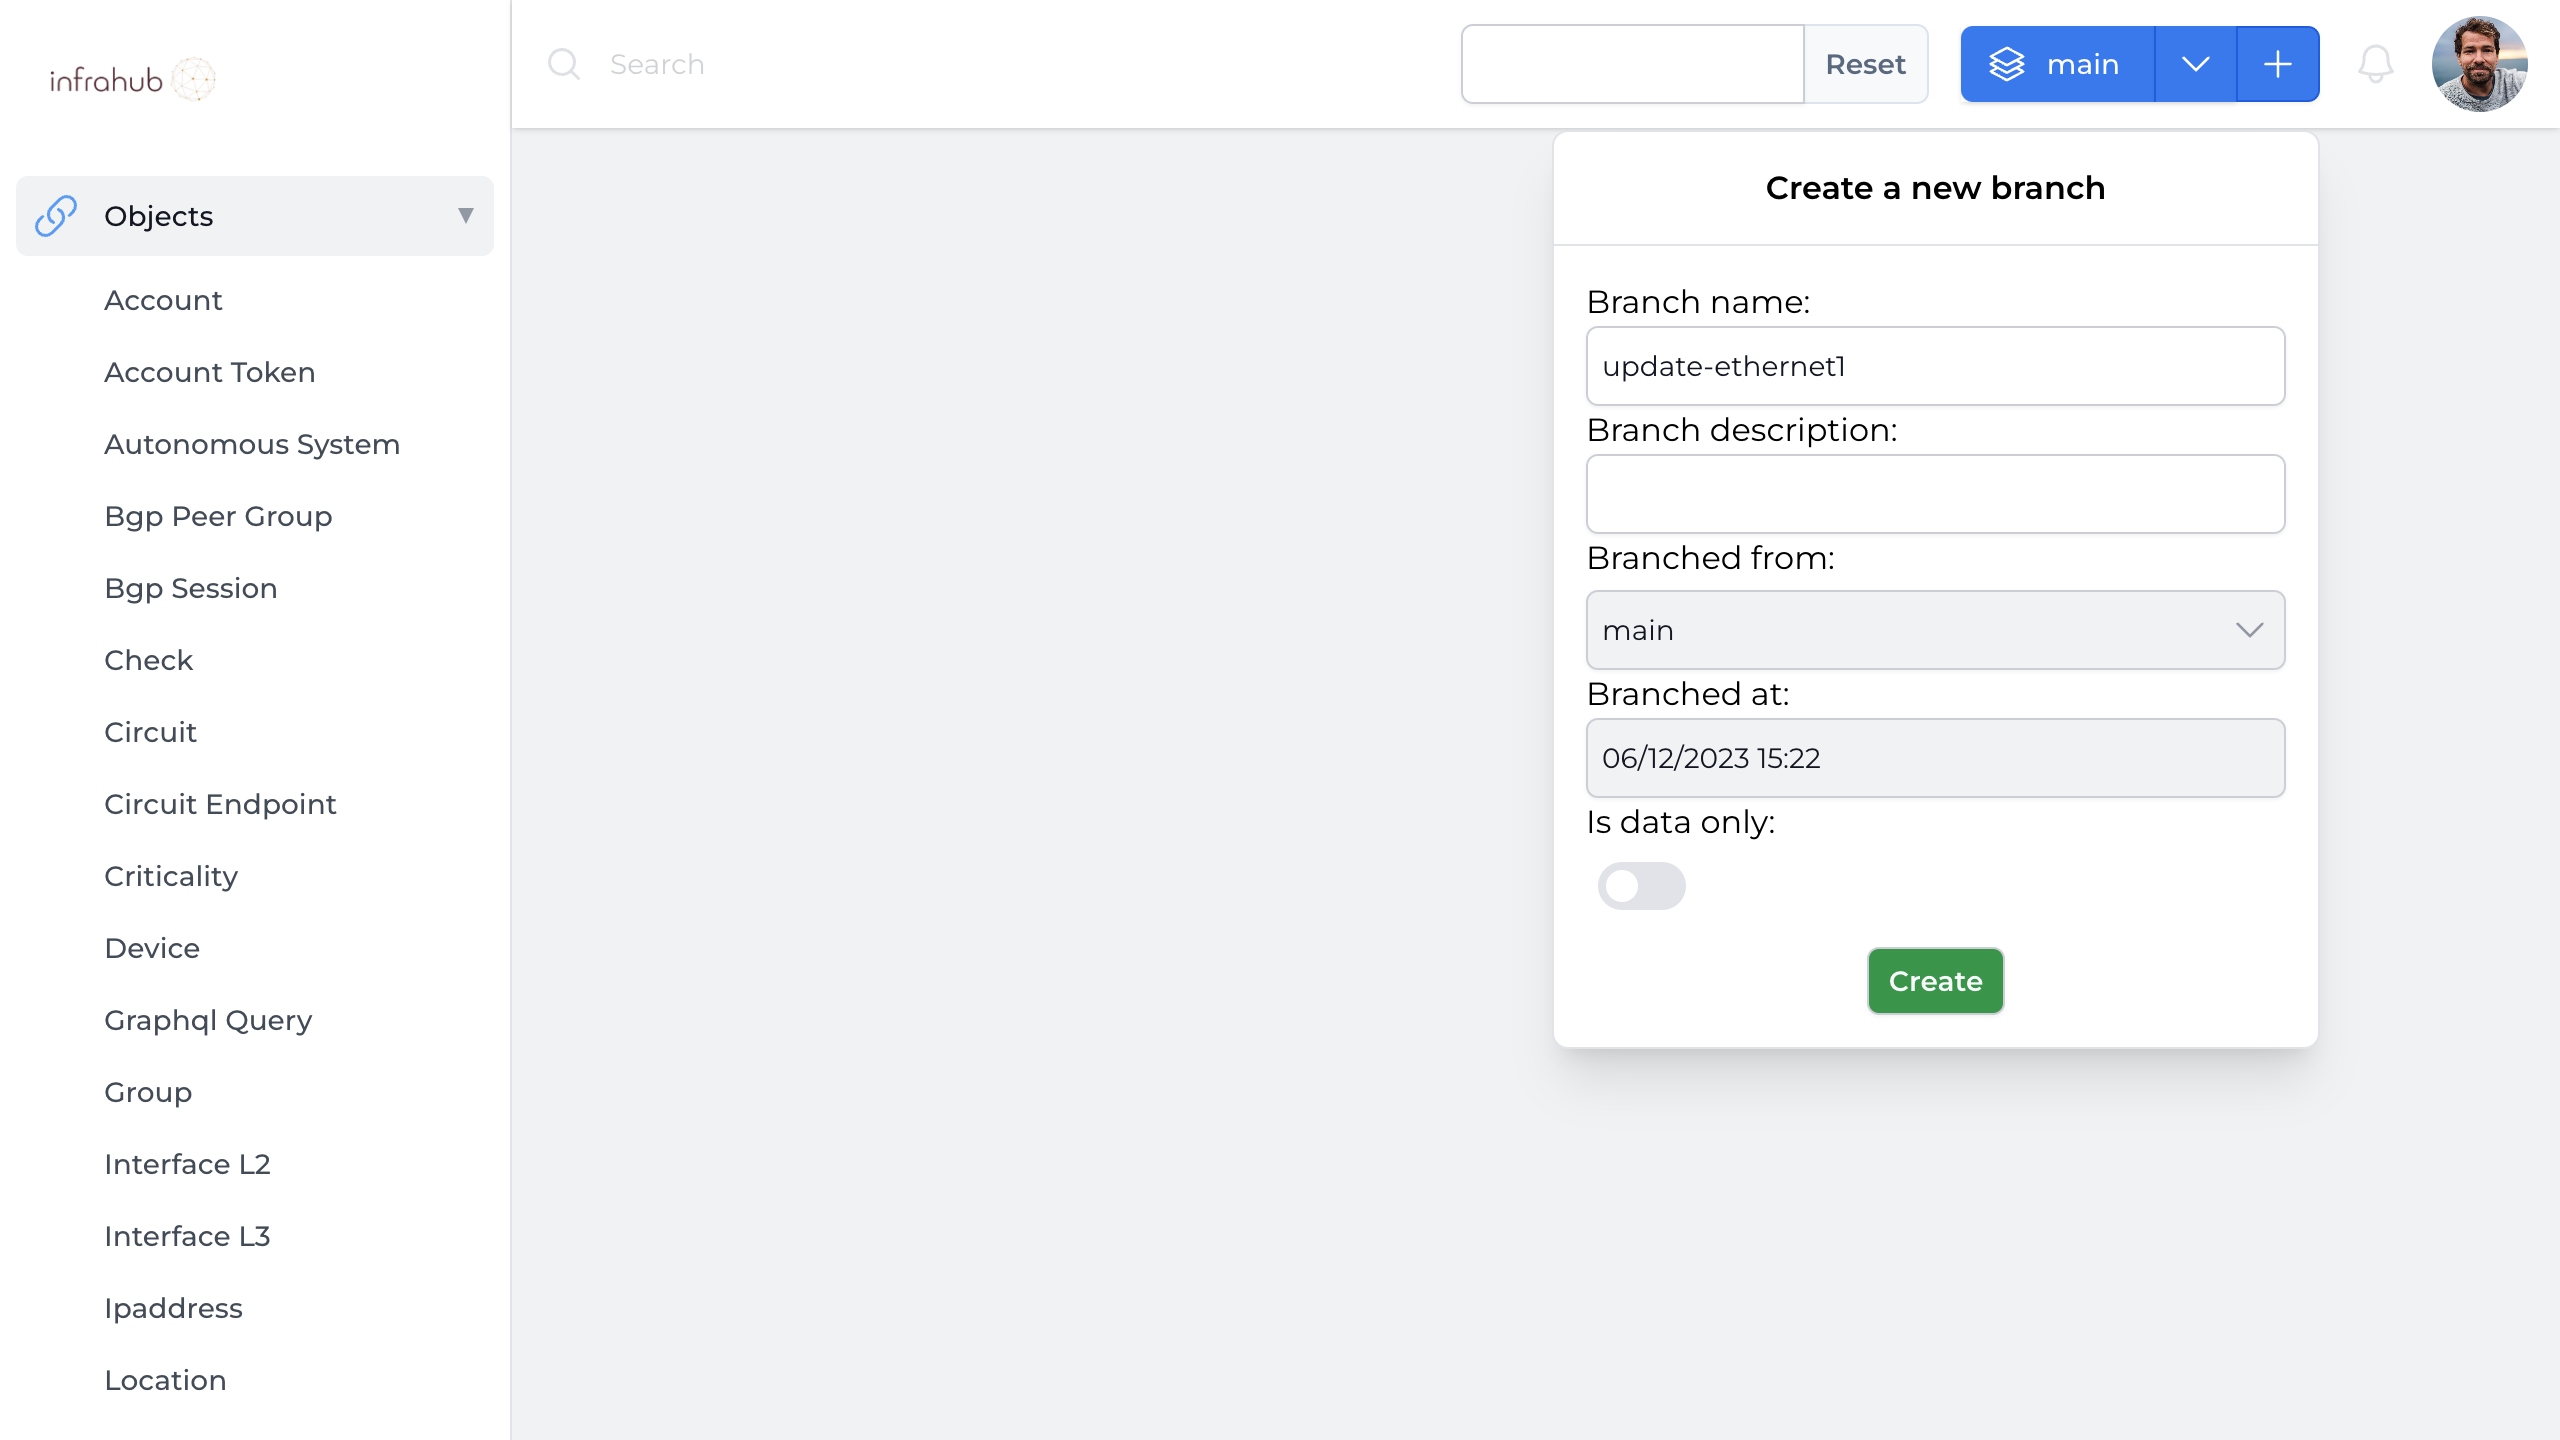 infrahub
Search
Reset
main
Objects
Account
Account Token
Autonomous System
Bgp Peer Group
Bgp Session
Check
Circuit
Circuit Endpoint
Criticality
Device
Graphql Query
Group
Interface L2
Interface L3
Ipaddress
Location
Create a new branch
Branch name:
update-ethernet1
Branch description:
Branched from:
main
Branched at:
06/12/2023 15:22
Is data only:
Create